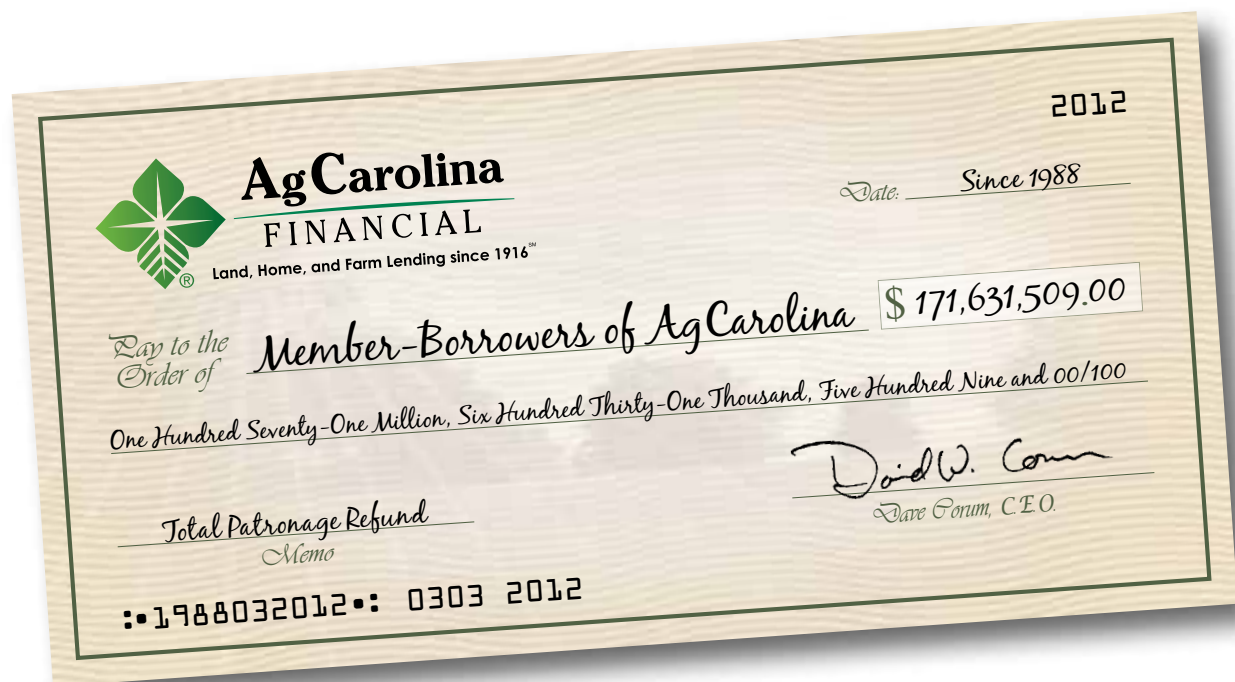 2012
AgCarolina
FINANCIAL
Land, Home, and Farm Lending since 1916℠
®
Date: Since 1988
Pay to the
Order of
Member-Borrowers of AgCarolina
$ 171,631,509.00
One Hundred Seventy-One Million, Six Hundred Thirty-One Thousand, Five Hundred Nine and 00/100
David W. Corum
Dave Corum, C.E.O.
Total Patronage Refund
Memo
:•1988032012•: 0303 2012